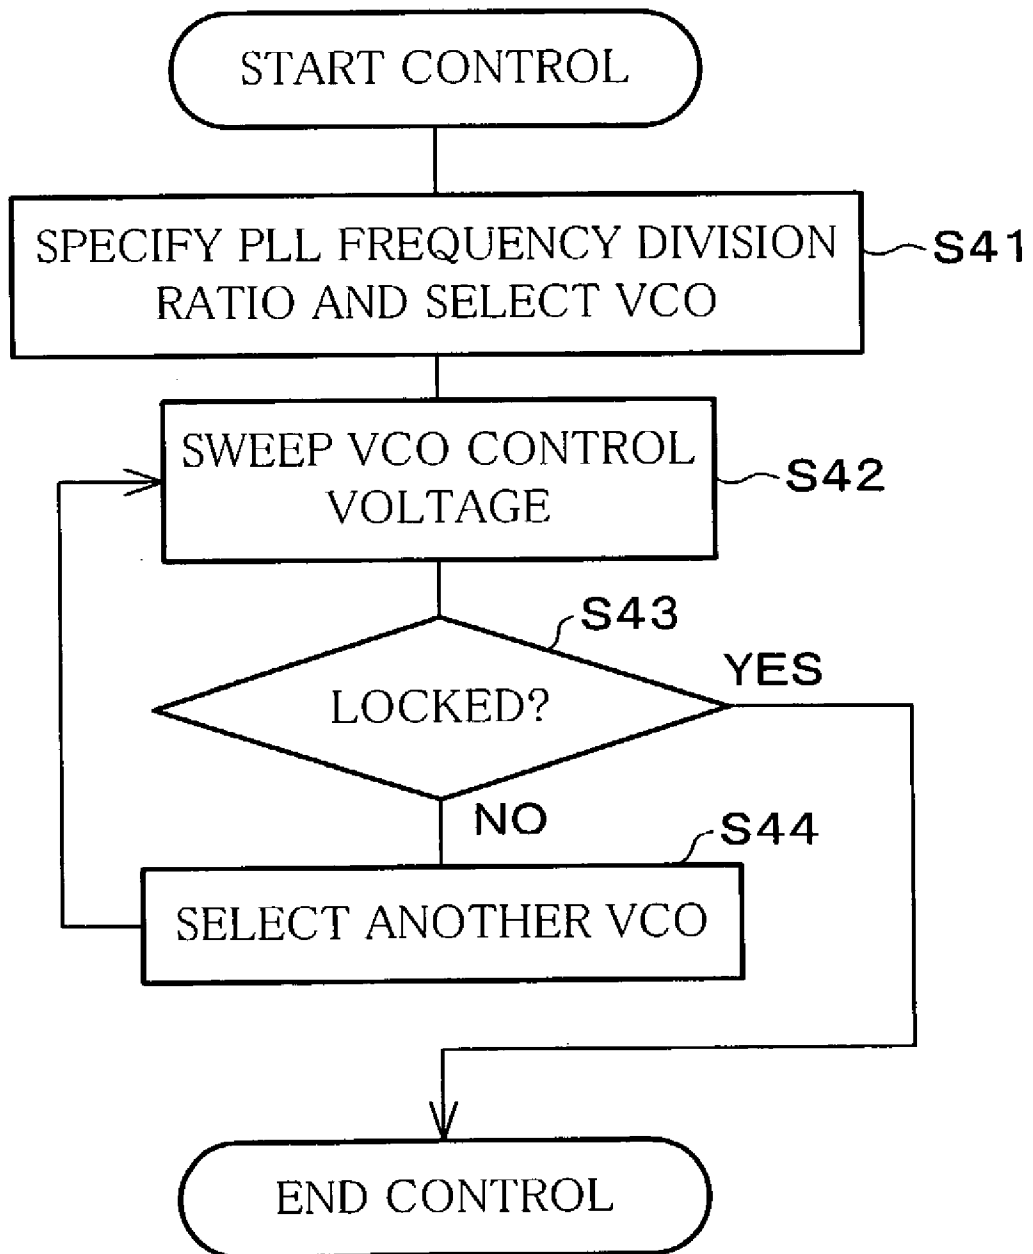 START CONTROL
SPECIFY PLL FREQUENCY DIVISION
RATIO AND SELECT VCO
S41
SWEEP VCO CONTROL
VOLTAGE
S42
S43
LOCKED?
YES
NO
S44
SELECT ANOTHER VCO
END CONTROL